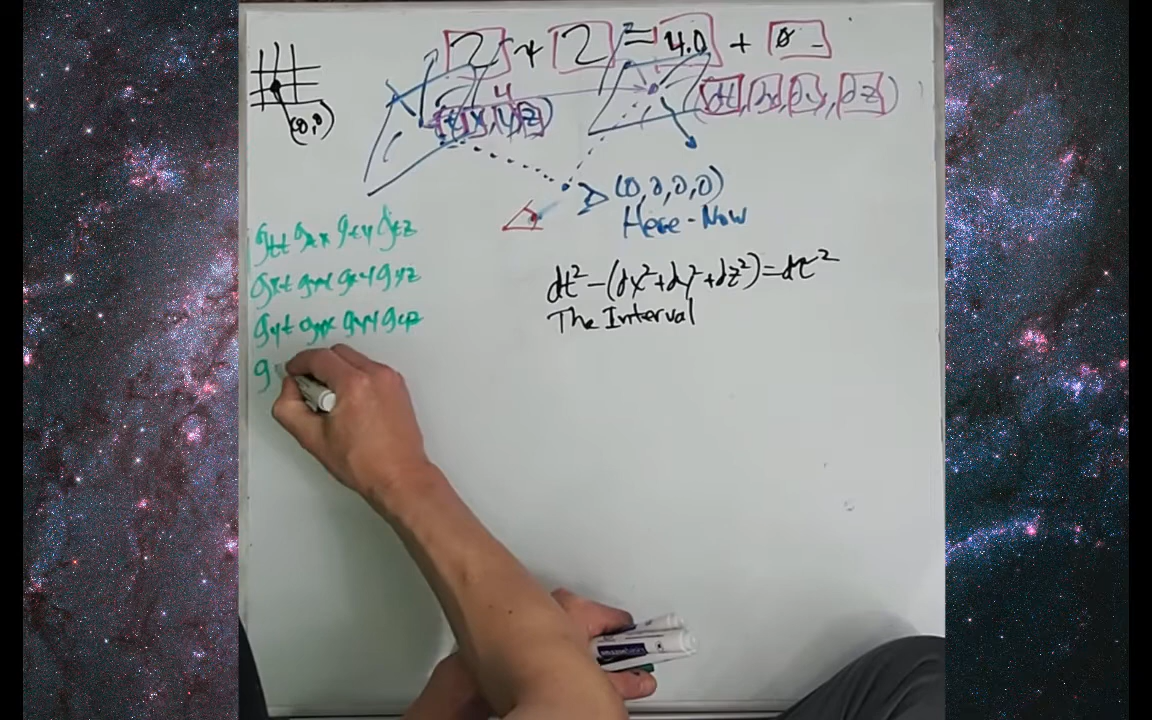 2 + 2 = 4.0 + 0
(0,0)
(t,x,y,z)
(dt,dx,dy,dz)
(0,0,0,0)
Here-Now
gtt gtx gty gtz
gxt gxx gxy gxz
gyt gyx gyy gyz
g
dt²-(dx²+dy²+dz²)=dτ²
The Interval